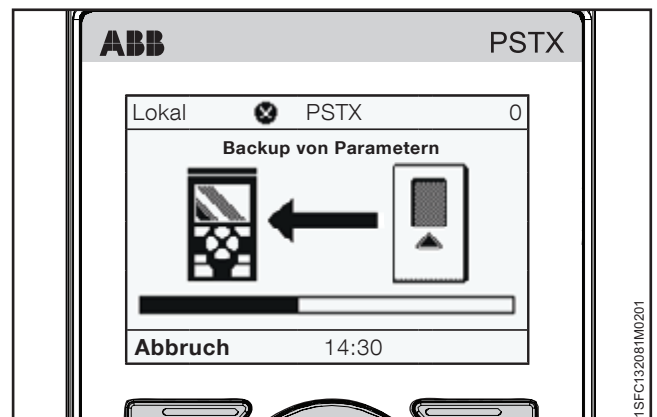 ABB PSTX
Lokal PSTX 0
Backup von Parametern
Abbruch 14:30
1SFC132081M0201